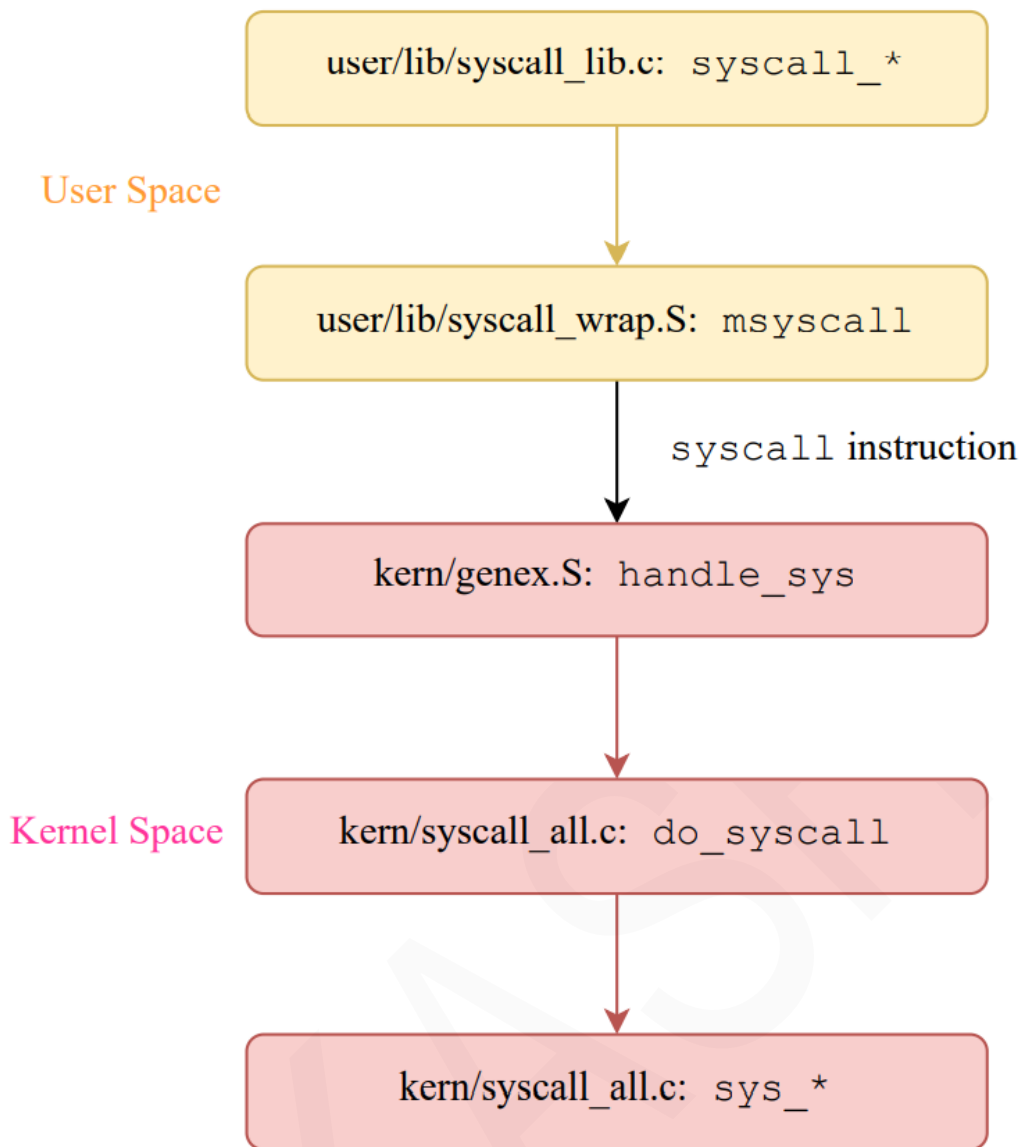 user/lib/syscall_lib.c: syscall_*
User Space
user/lib/syscall_wrap.S: msyscall
syscall instruction
kern/genex.S: handle_sys
Kernel Space
kern/syscall_all.c: do_syscall
kern/syscall_all.c: sys_*